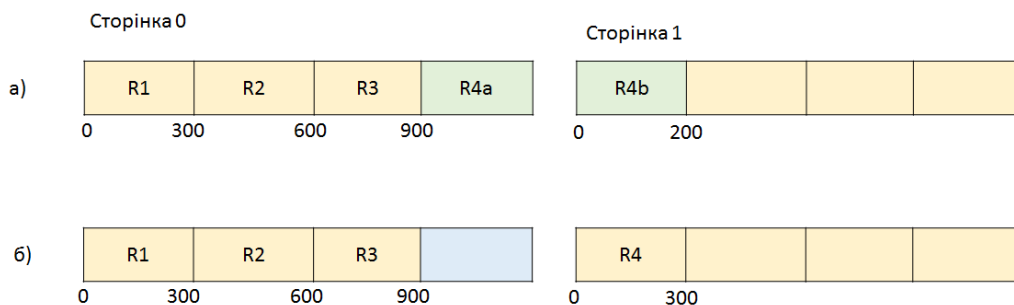 Сторінка 0
Сторінка 1
а)
R1 R2 R3 R4a R4b
0 300 600 900 0 200
б)
R1 R2 R3 R4
0 300 600 900 0 300